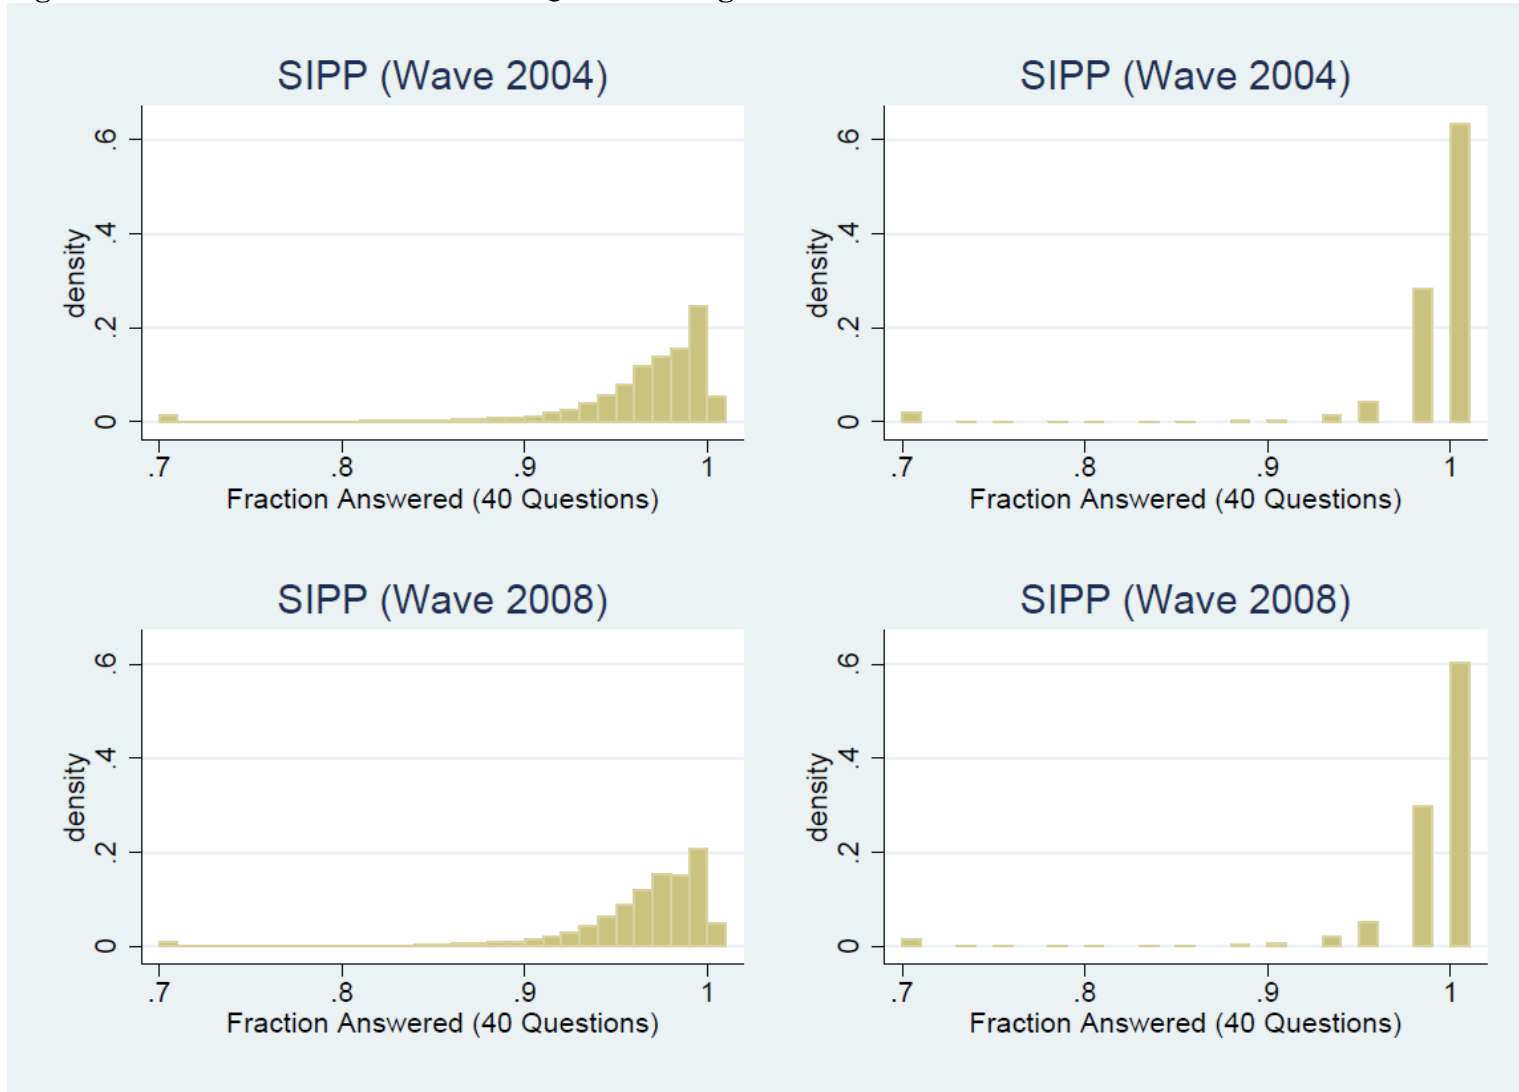 SIPP (Wave 2004)
density
0 .2 .4 .6
.7 .8 .9 1
Fraction Answered (40 Questions)
SIPP (Wave 2004)
density
0 .2 .4 .6
.7 .8 .9 1
Fraction Answered (40 Questions)
SIPP (Wave 2008)
density
0 .2 .4 .6
.7 .8 .9 1
Fraction Answered (40 Questions)
SIPP (Wave 2008)
density
0 .2 .4 .6
.7 .8 .9 1
Fraction Answered (40 Questions)